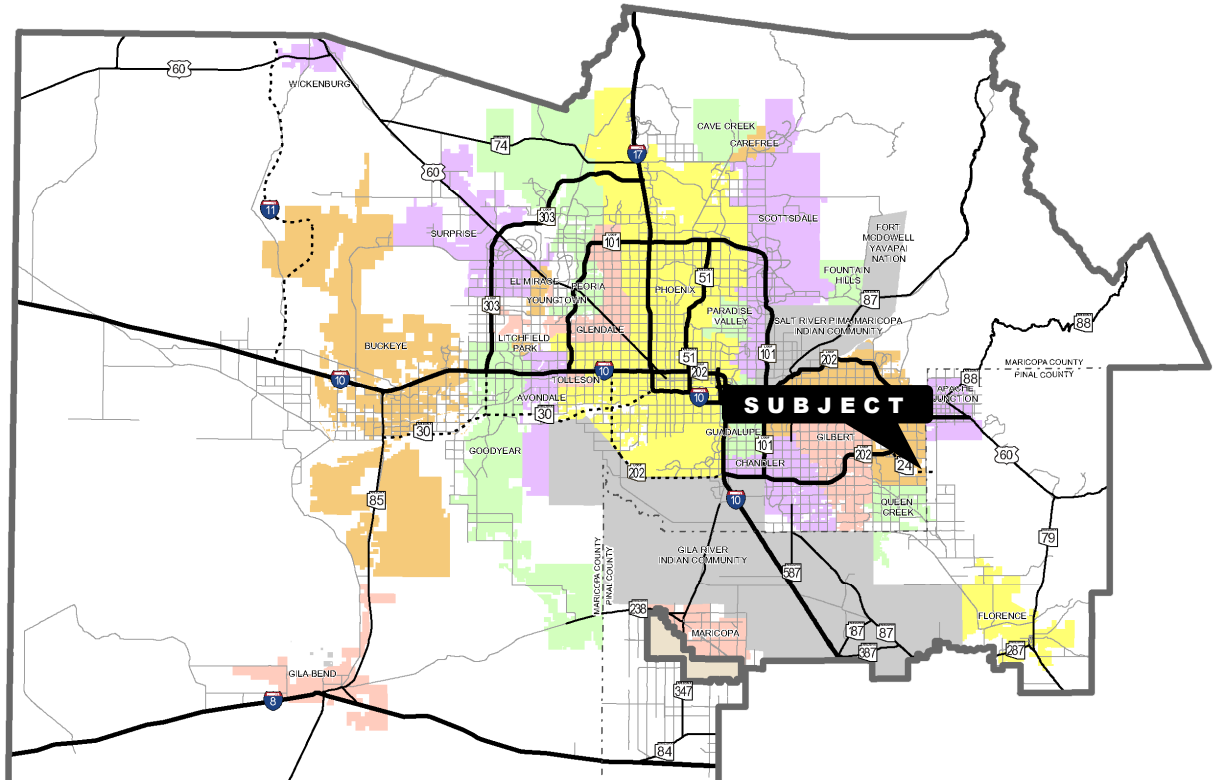 60
WICKENBURG
74
17
CAVE CREEK
CAREFREE
60
11
303
SURPRISE
101
SCOTTSDALE
FORT
MCDOWELL
YAVAPAI
NATION
51
FOUNTAIN
HILLS
EL MIRAGE
PEORIA
PHOENIX
YOUNGTOWN
303
87
PARADISE
VALLEY
SALT RIVER PIMA-MARICOPA
INDIAN COMMUNITY
88
GLENDALE
LITCHFIELD
PARK
BUCKEYE
51
101
202
MARICOPA COUNTY
PINAL COUNTY
10
10
TOLLESON
202
88
APACHE
JUNCTION
AVONDALE
10
SUBJECT
30
30
GUADALUPE
101
GILBERT
GOODYEAR
202
CHANDLER
202
24
60
85
10
QUEEN
CREEK
79
GILA RIVER
INDIAN COMMUNITY
587
MARICOPA COUNTY
PINAL COUNTY
238
MARICOPA
FLORENCE
87
87
387
287
GILA BEND
8
347
84